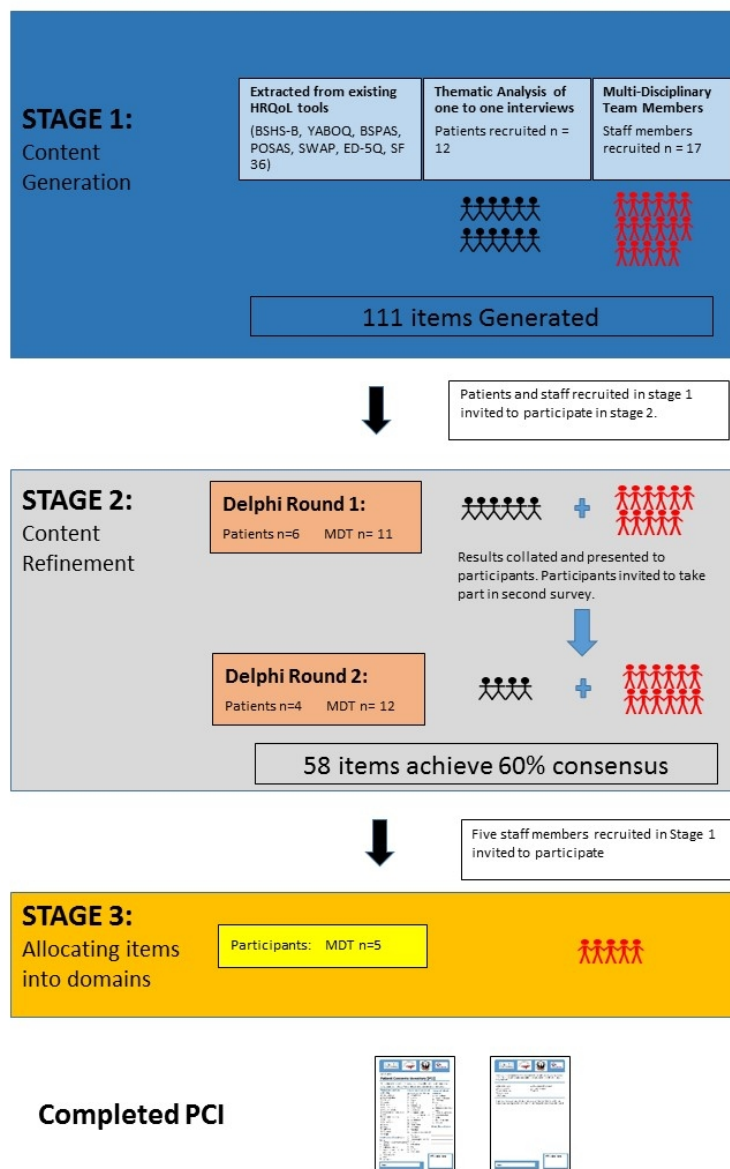 STAGE 1:
Content
Generation
Extracted from existing
HRQoL tools
(BSHS-B, YABOQ, BSPAS,
POSAS, SWAP, ED-5Q, SF
36)
Thematic Analysis of
one to one interviews
Patients recruited n =
12
Multi-Disciplinary
Team Members
Staff members
recruited n = 17
111 items Generated
Patients and staff recruited in stage 1
invited to participate in stage 2.
STAGE 2:
Content
Refinement
Delphi Round 1:
Patients n=6 MDT n= 11
Results collated and presented to
participants. Participants invited to take
part in second survey.
Delphi Round 2:
Patients n=4 MDT n= 12
58 items achieve 60% consensus
Five staff members recruited in Stage 1
invited to participate
STAGE 3:
Allocating items
into domains
Participants: MDT n=5
Completed PCI